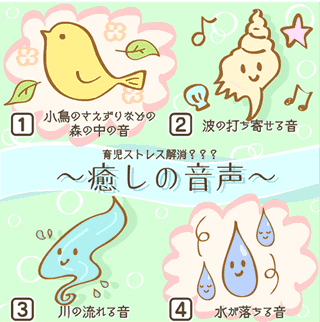 1 小鳥のさえずりなどの
森の中の音
2 波の打ち寄せる音
育児ストレス解消？？？
～癒しの音声～
3 川の流れる音
4 水が落ちる音